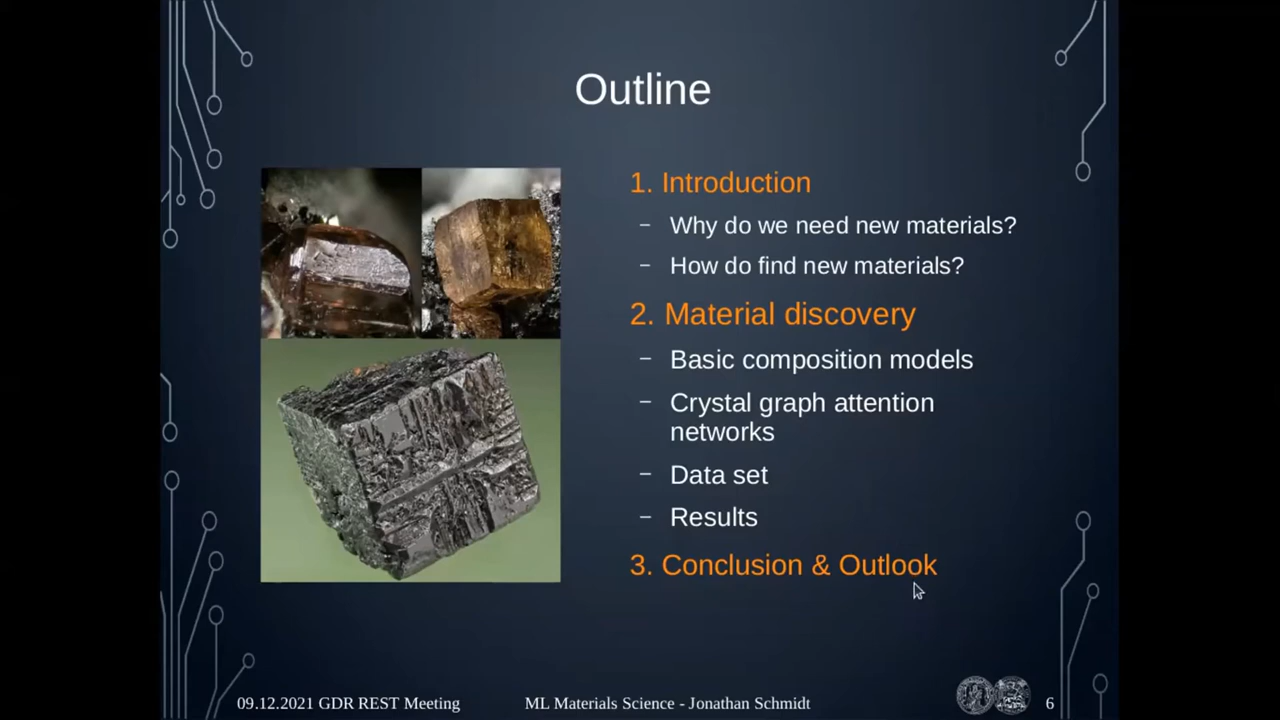 Outline
1. Introduction
– Why do we need new materials?
– How do find new materials?
2. Material discovery
– Basic composition models
– Crystal graph attention
networks
– Data set
– Results
3. Conclusion & Outlook
09.12.2021 GDR REST Meeting
ML Materials Science - Jonathan Schmidt
6